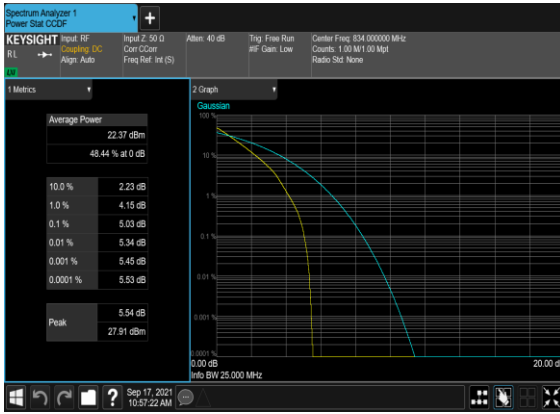 Spectrum Analyzer 1
Power Stat CCDF
+
KEYSIGHT
RL
Input: RF
Coupling: DC
Align: Auto
Input Z: 50 Ω
Corr CCorr
Freq Ref: Int (S)
Atten: 40 dB
Trig: Free Run
#IF Gain: Low
Center Freq: 834.000000 MHz
Counts: 1.00 M/1.00 Mpt
Radio Std: None
1 Metrics
Average Power
22.37 dBm
48.44 % at 0 dB
10.0 % 2.23 dB
1.0 % 4.15 dB
0.1 % 5.03 dB
0.01 % 5.34 dB
0.001 % 5.45 dB
0.0001 % 5.53 dB
Peak
5.54 dB
27.91 dBm
2 Graph
Gaussian
100 %
10 %
1 %
0.1 %
0.01 %
0.001 %
0.0001 %
0.00 dB
20.00 d
Info BW 25.000 MHz
?
Sep 17, 2021
10:57:22 AM